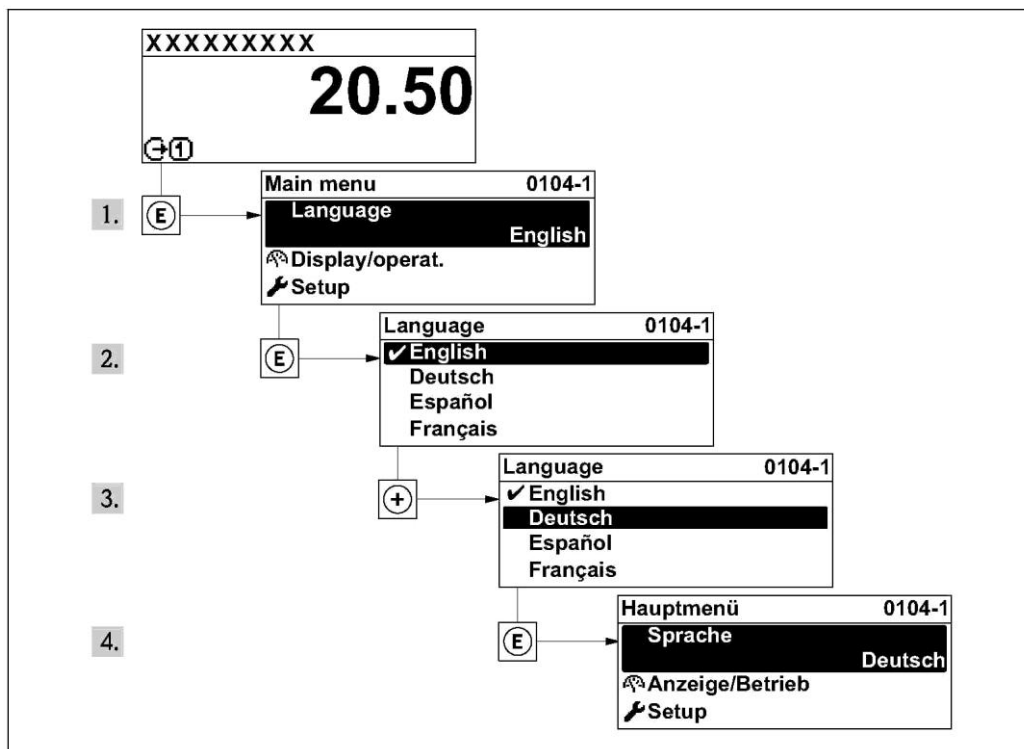 XXXXXXXXX
20.50
1
1.
E
Main menu 0104-1
Language
English
Display/operat.
Setup
2.
E
Language 0104-1
✔English
Deutsch
Español
Français
3.
+
Language 0104-1
✔English
Deutsch
Español
Français
4.
E
Hauptmenü 0104-1
Sprache
Deutsch
Anzeige/Betrieb
Setup